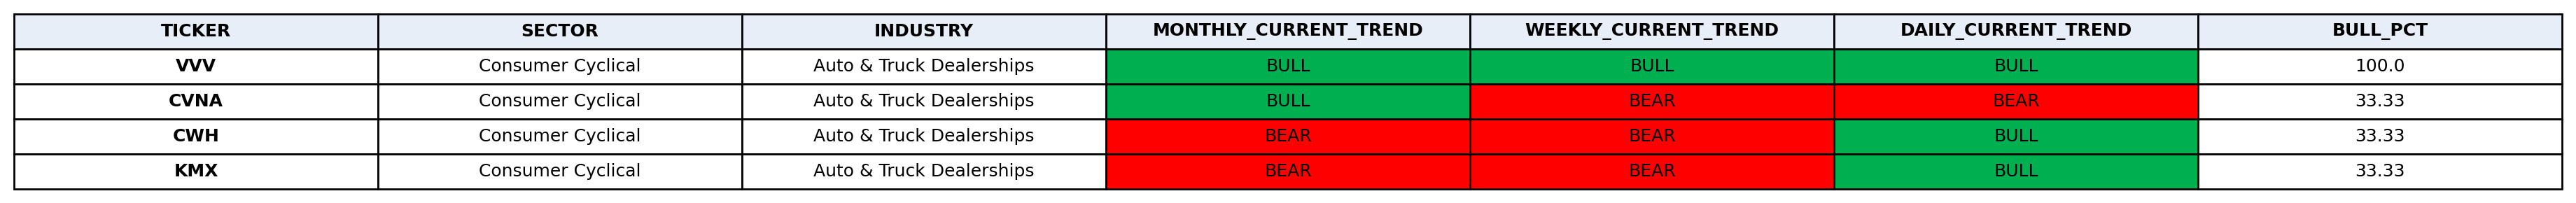 TICKER SECTOR INDUSTRY MONTHLY_CURRENT_TREND WEEKLY_CURRENT_TREND DAILY_CURRENT_TREND BULL_PCT
VVV Consumer Cyclical Auto & Truck Dealerships BULL BULL BULL 100.0
CVNA Consumer Cyclical Auto & Truck Dealerships BULL BEAR BEAR 33.33
CWH Consumer Cyclical Auto & Truck Dealerships BEAR BEAR BULL 33.33
KMX Consumer Cyclical Auto & Truck Dealerships BEAR BEAR BULL 33.33